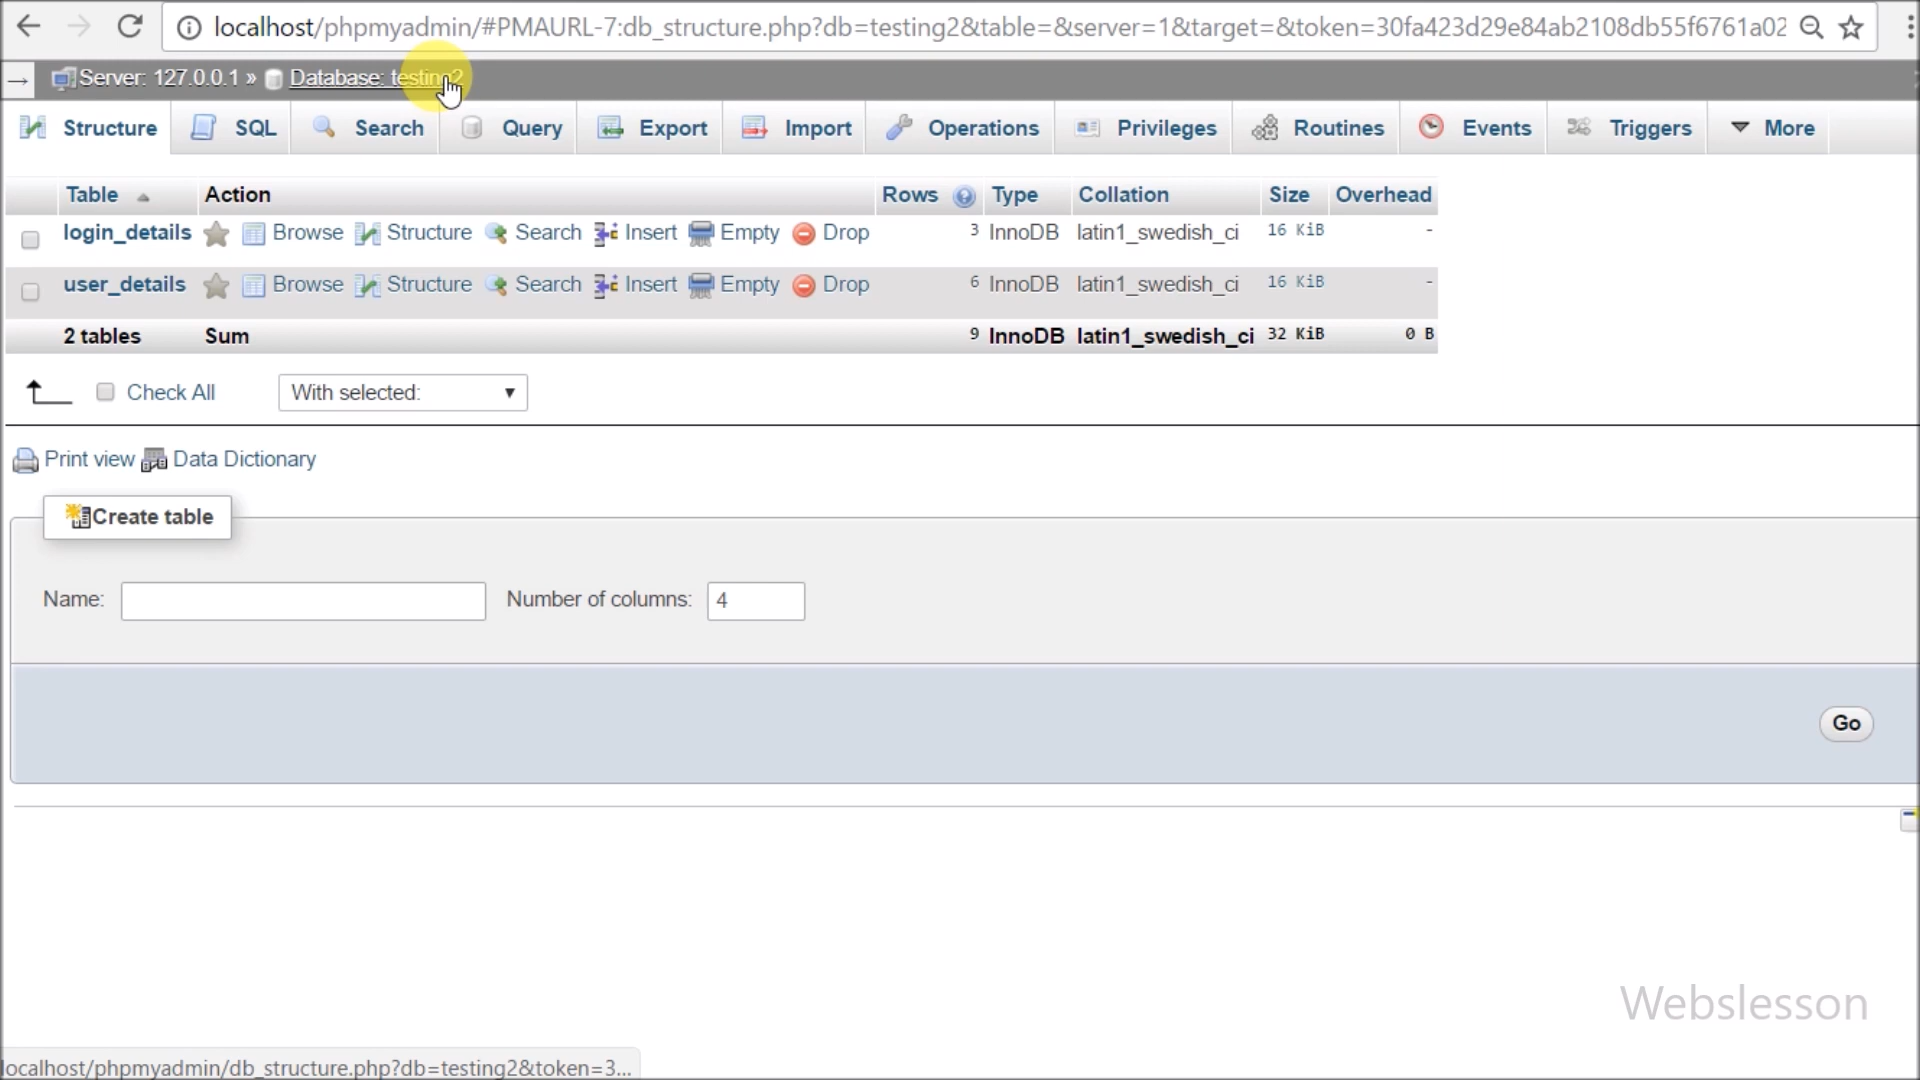 localhost/phpmyadmin/#PMAURL-7:db_structure.php?db=testing2&table=&server=1&target=&token=30fa423d29e84ab2108db55f6761a02
Server: 127.0.0.1 » Database: testing2
Structure SQL Search Query Export Import Operations Privileges Routines Events Triggers More
Table Action Rows Type Collation Size Overhead
login_details Browse Structure Search Insert Empty Drop 3 InnoDB latin1_swedish_ci 16 KiB -
user_details Browse Structure Search Insert Empty Drop 6 InnoDB latin1_swedish_ci 16 KiB -
2 tables Sum 9 InnoDB latin1_swedish_ci 32 KiB 0 B
Check All With selected:
Print view Data Dictionary
Create table
Name: Number of columns: 4
Go
Webslesson
localhost/phpmyadmin/db_structure.php?db=testing2&token=3...